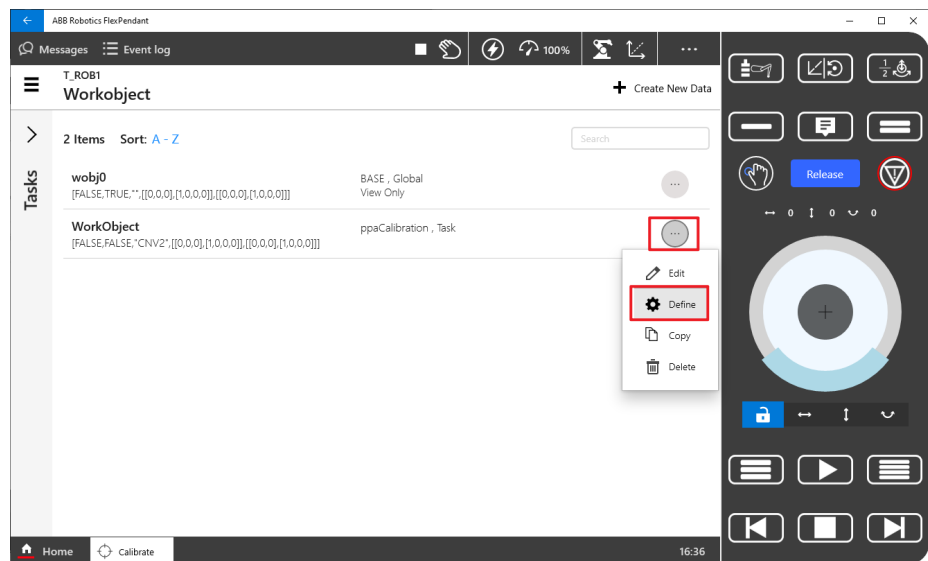 ABB Robotics FlexPendant
Messages Event log 100% ...
T_ROB1
Workobject
Create New Data
2 Items Sort: A - Z Search
Tasks
wobj0 BASE , Global
[FALSE,TRUE,"",[[0,0,0],[1,0,0,0]],[[0,0,0],[1,0,0,0]]] View Only
WorkObject ppaCalibration , Task
[FALSE,FALSE,"CNV2",[[0,0,0],[1,0,0,0]],[[0,0,0],[1,0,0,0]]]
Edit
Define
Copy
Delete
1
2
Release
0 0 0
Home Calibrate 16:36